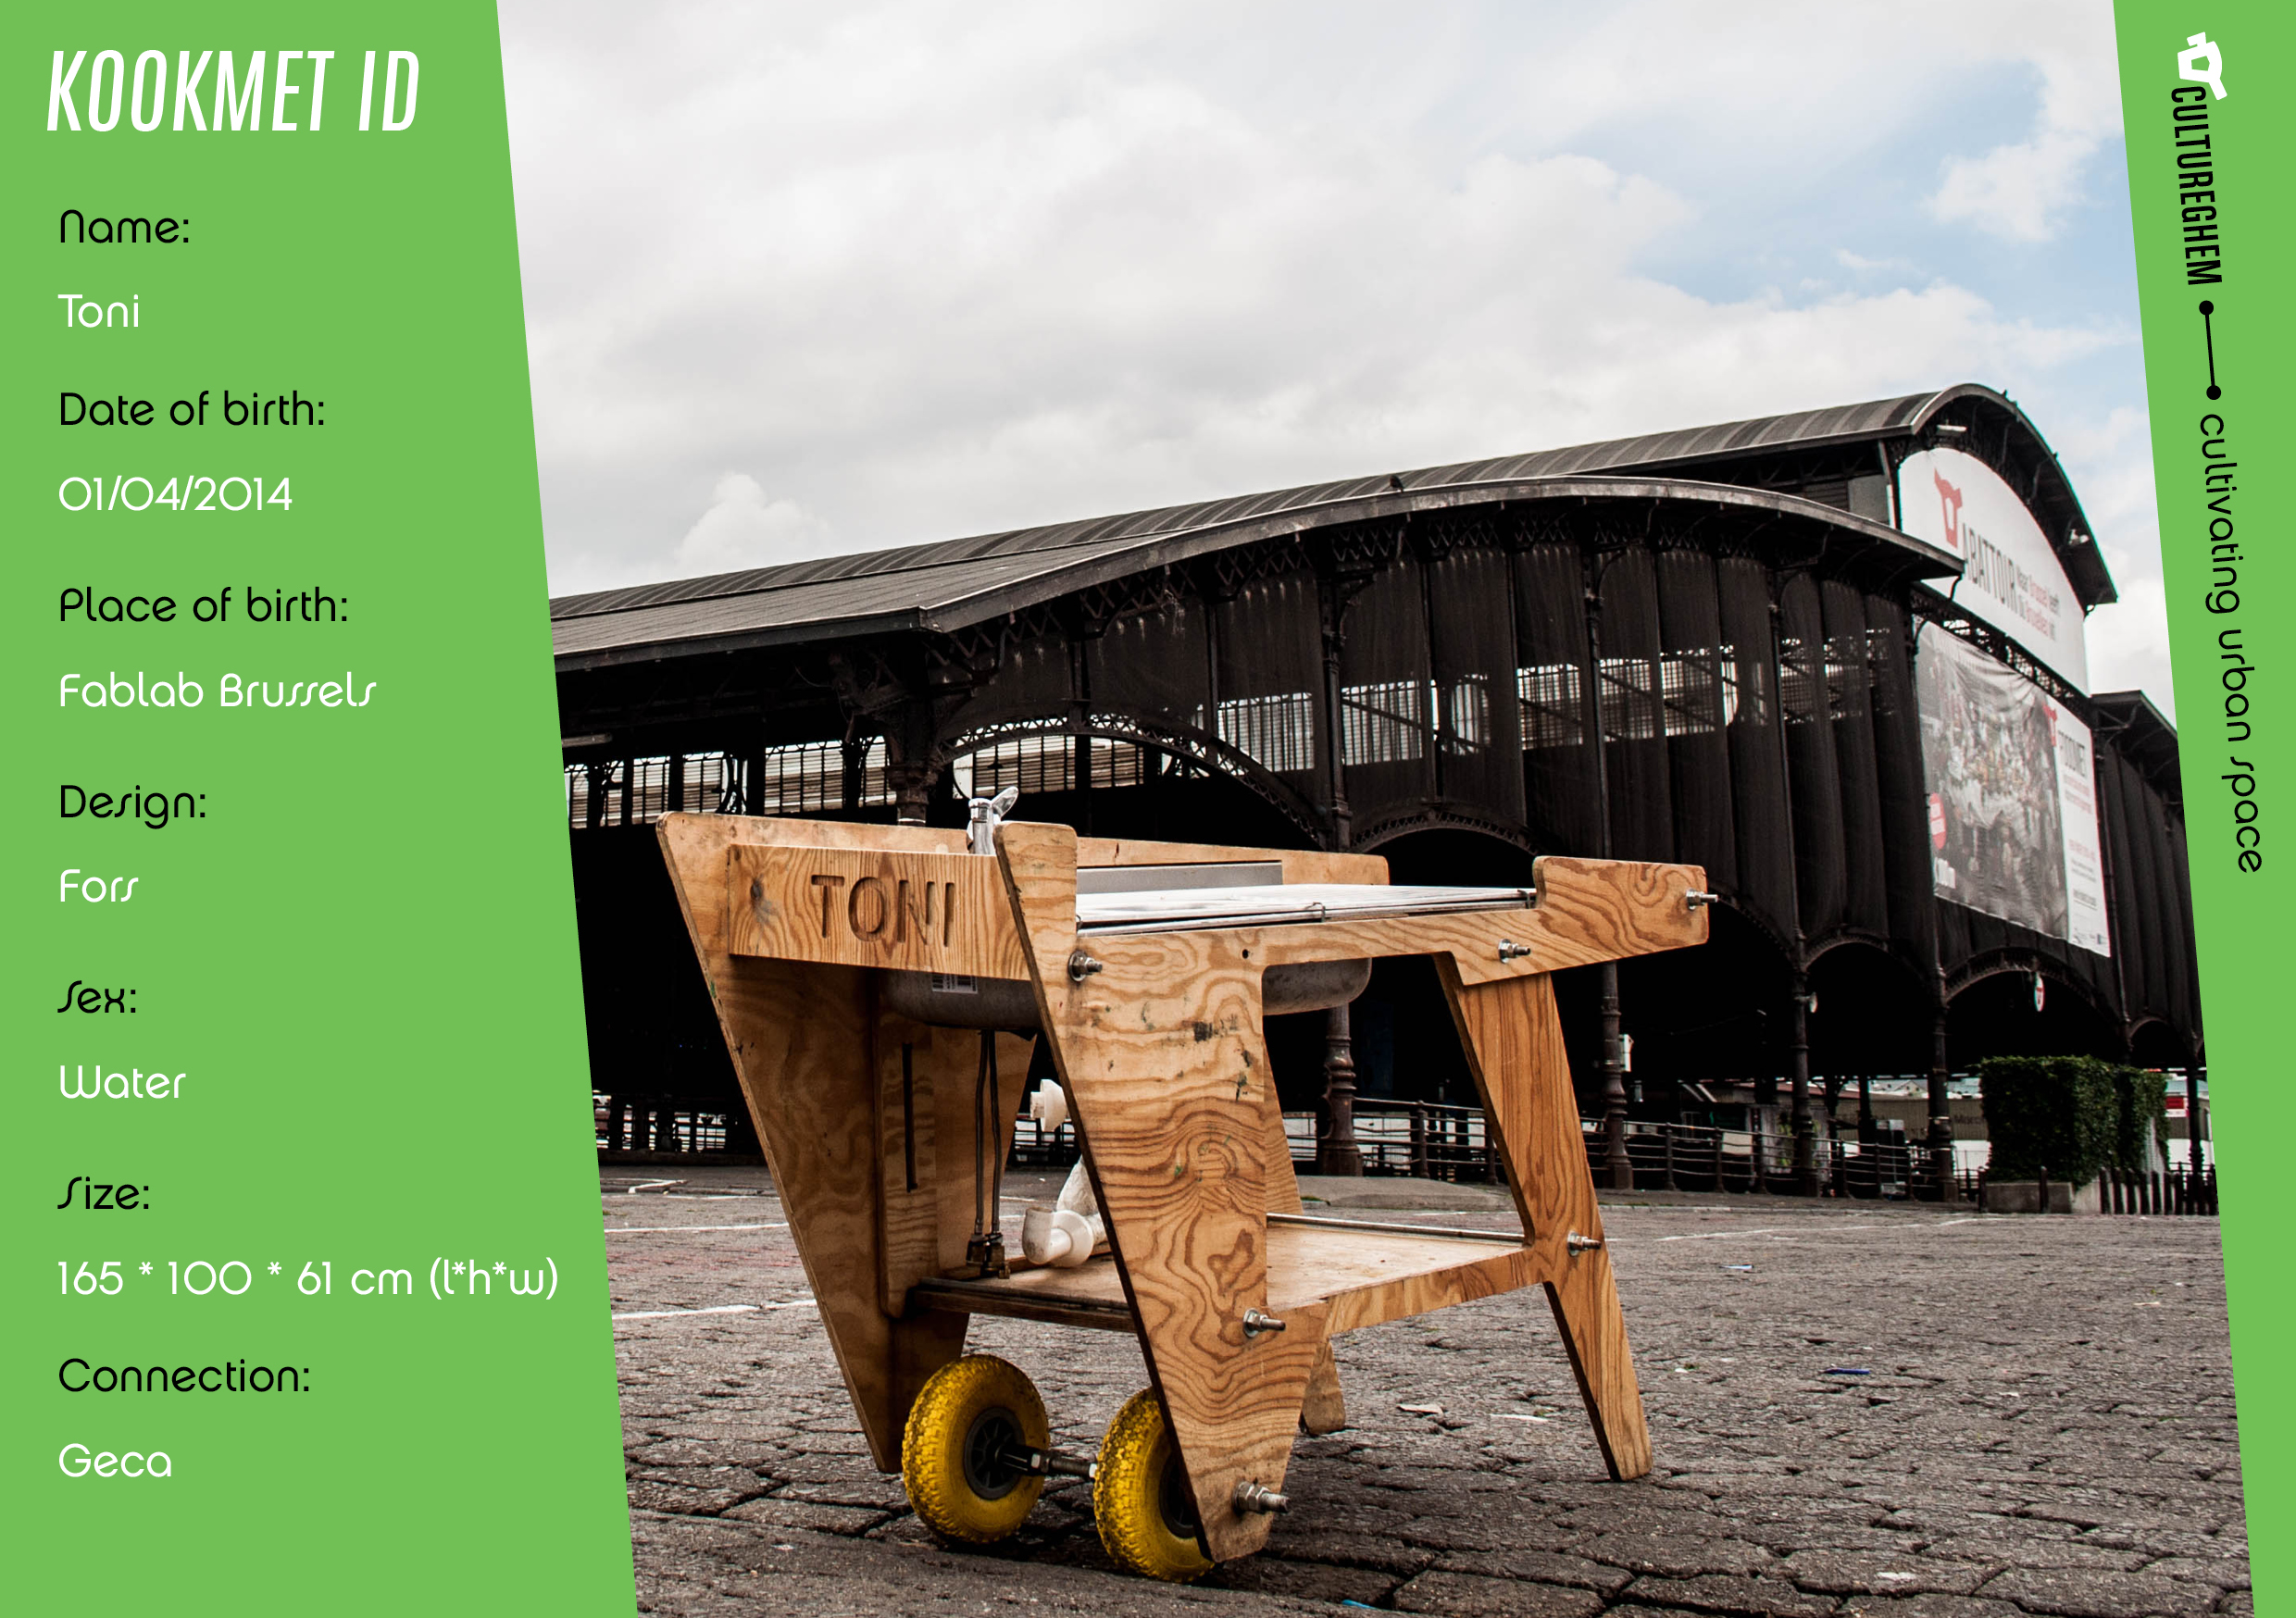 KOOKMET ID
Name:
Toni
Date of birth:
01/04/2014
Place of birth:
Fablab Brussels
Design:
Fors
Sex:
Water
Size:
165 * 100 * 61 cm (l*h*w)
Connection:
Geca
TONI
ABATTOIR
FOODMET
CULTUREGHEM
cultivating urban space